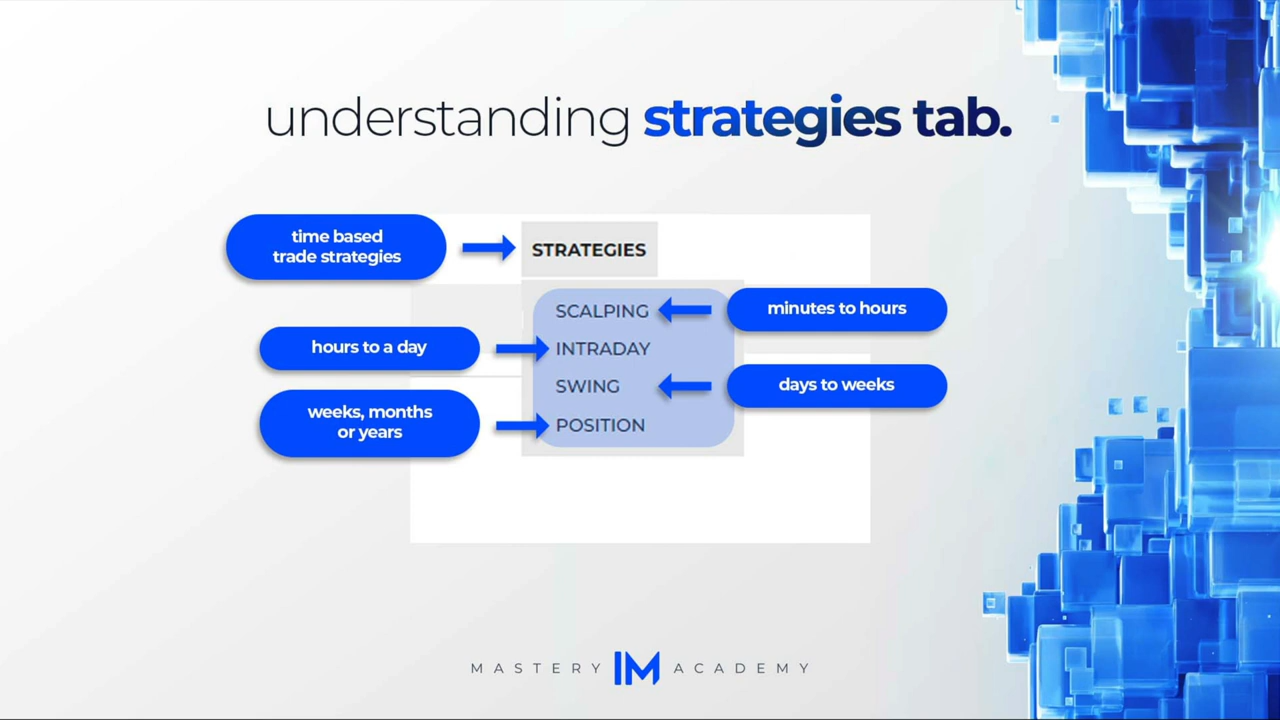 understanding strategies tab.
time based
trade strategies
STRATEGIES
SCALPING
minutes to hours
hours to a day
INTRADAY
SWING
days to weeks
weeks, months
or years
POSITION
MASTERY IM ACADEMY